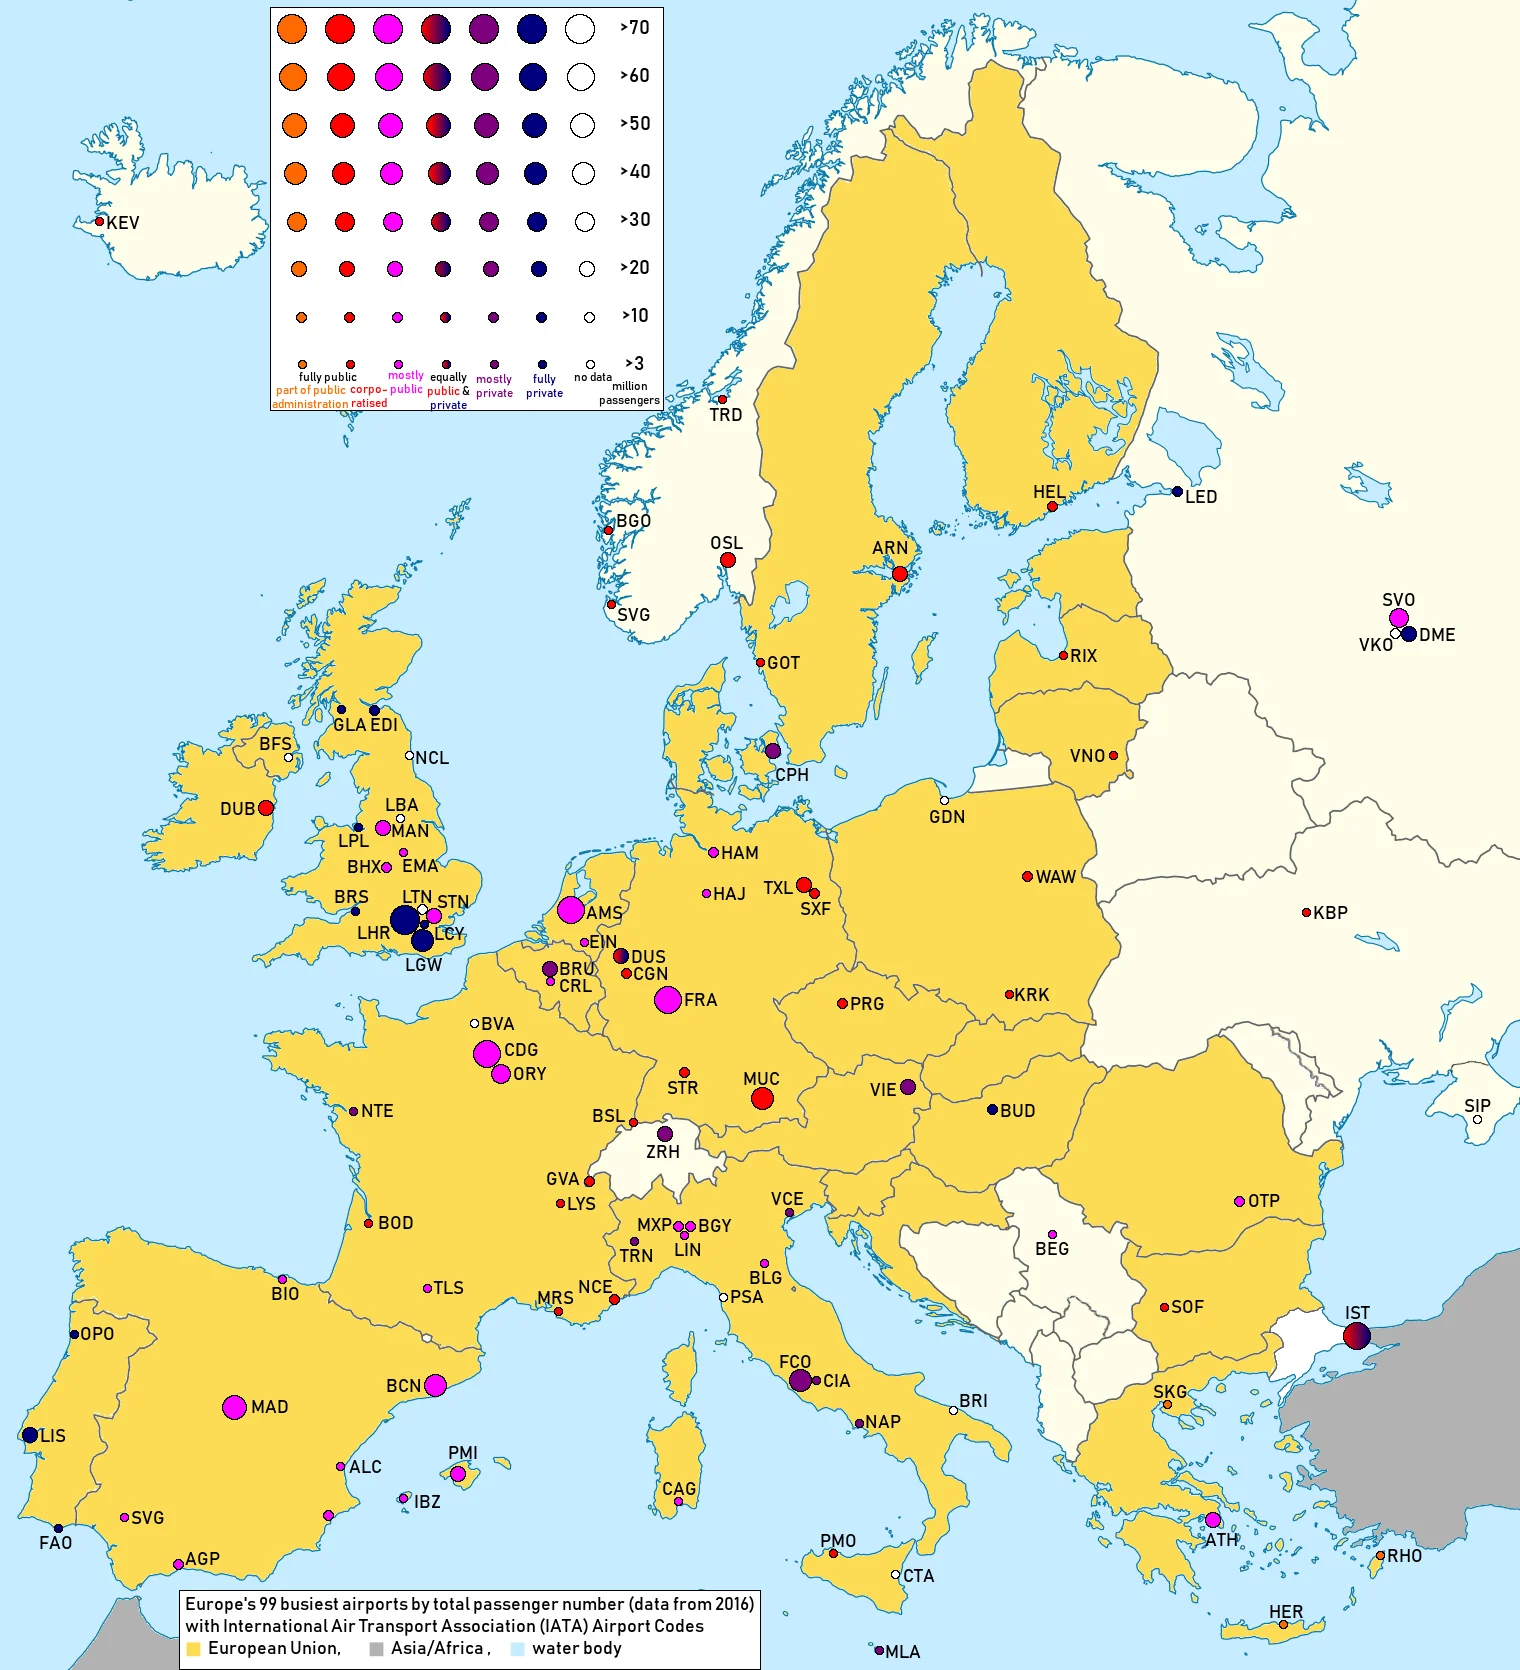 >70
>60
>50
>40
>30
>20
>10
>3
fully public
part of public
administration
corpo-
ratised
mostly
public
equally
public &
private
mostly
private
fully
private
no data
million
passengers
KEV
TRD
BGO
OSL
SVG
HEL
LED
ARN
SVO
VKO
DME
GOT
RIX
VNO
CPH
GLA
EDI
BFS
NCL
DUB
LBA
LPL
MAN
BHX
EMA
BRS
LTN
STN
LHR
LCY
LGW
GDN
HAM
HAJ
TXL
SXF
WAW
KBP
AMS
EIN
DUS
BRU
CGN
CRL
FRA
KRK
PRG
BVA
CDG
ORY
STR
MUC
VIE
BUD
SIP
NTE
BSL
ZRH
GVA
LYS
VCE
OTP
BOD
MXP
BGY
LIN
TRN
BEG
BLG
BIO
TLS
NCE
MRS
PSA
SOF
IST
OPO
FCO
CIA
BCN
MAD
BRI
SKG
NAP
LIS
PMI
ALC
IBZ
CAG
SVG
FAO
AGP
PMO
CTA
ATH
RHO
HER
MLA
Europe's 99 busiest airports by total passenger number (data from 2016)
with International Air Transport Association (IATA) Airport Codes
European Union, Asia/Africa , water body